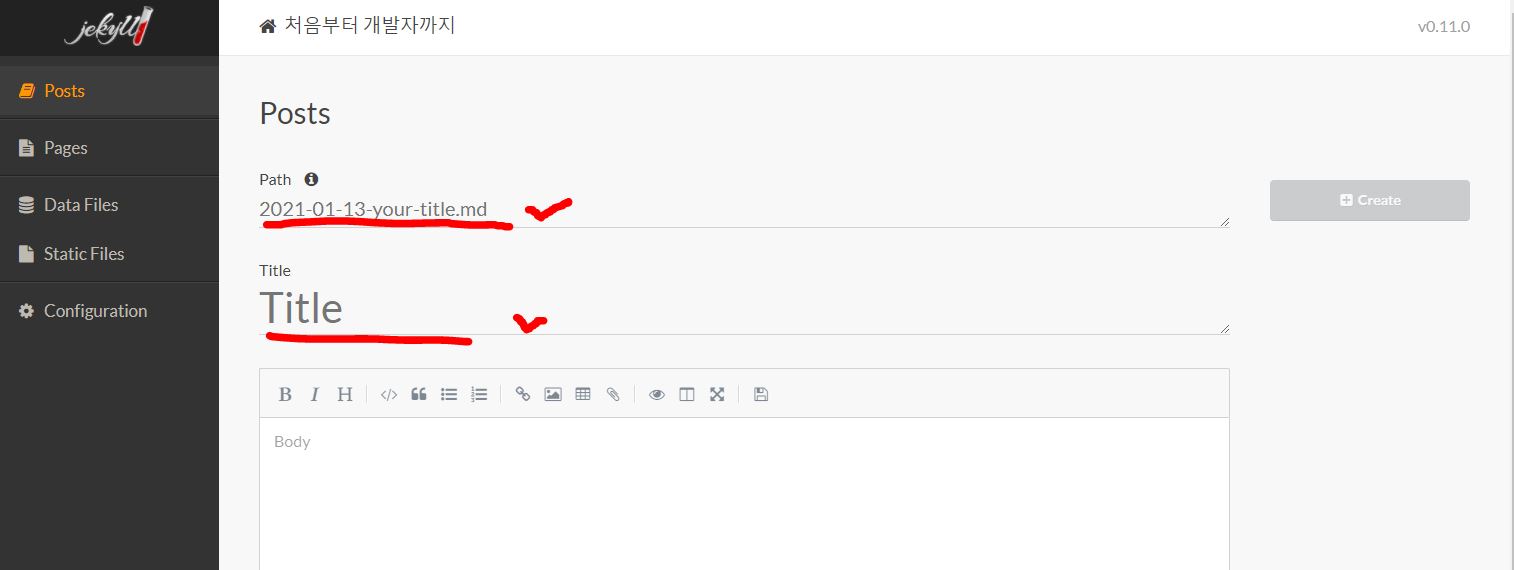 jekyll
처음부터 개발자까지
v0.11.0
Posts
Pages
Data Files
Static Files
Configuration
Posts
Path
2021-01-13-your-title.md
Create
Title
Title
B I H
Body